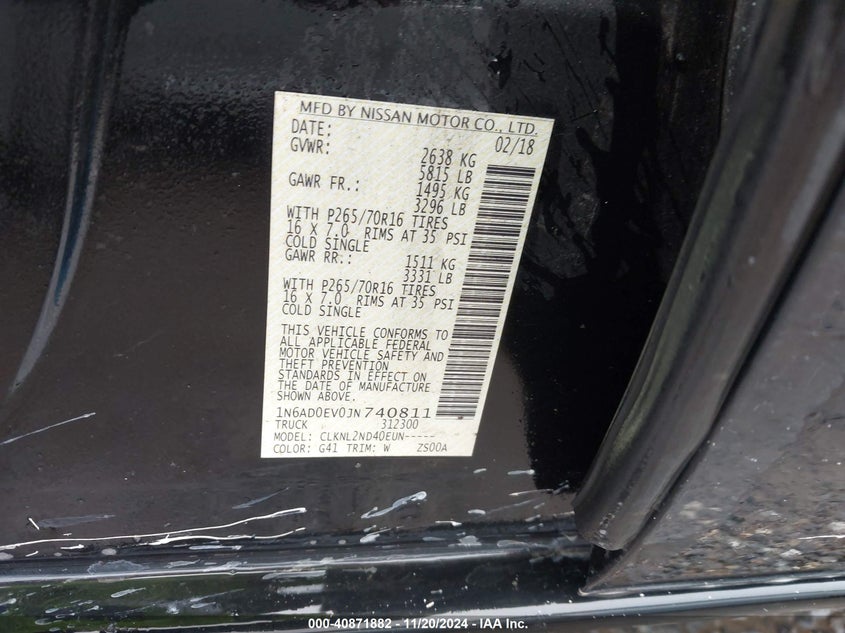 MFD BY NISSAN MOTOR CO., LTD.
DATE: 02/18
GVWR: 2638 KG
5815 LB
GAWR FR.: 1495 KG
3296 LB
WITH P265/70R16 TIRES
16 X 7.0 RIMS AT 35 PSI
COLD SINGLE
GAWR RR.: 1511 KG
3331 LB
WITH P265/70R16 TIRES
16 X 7.0 RIMS AT 35 PSI
COLD SINGLE
THIS VEHICLE CONFORMS TO
ALL APPLICABLE FEDERAL
MOTOR VEHICLE SAFETY AND
THEFT PREVENTION
STANDARDS IN EFFECT ON
THE DATE OF MANUFACTURE
SHOWN ABOVE.
1N6AD0EV0JN740811
TRUCK 312300
MODEL: CLKNL2ND40EUN-----
COLOR: G41 TRIM: W ZS00A
000-40871882 - 11/20/2024 - IAA Inc.